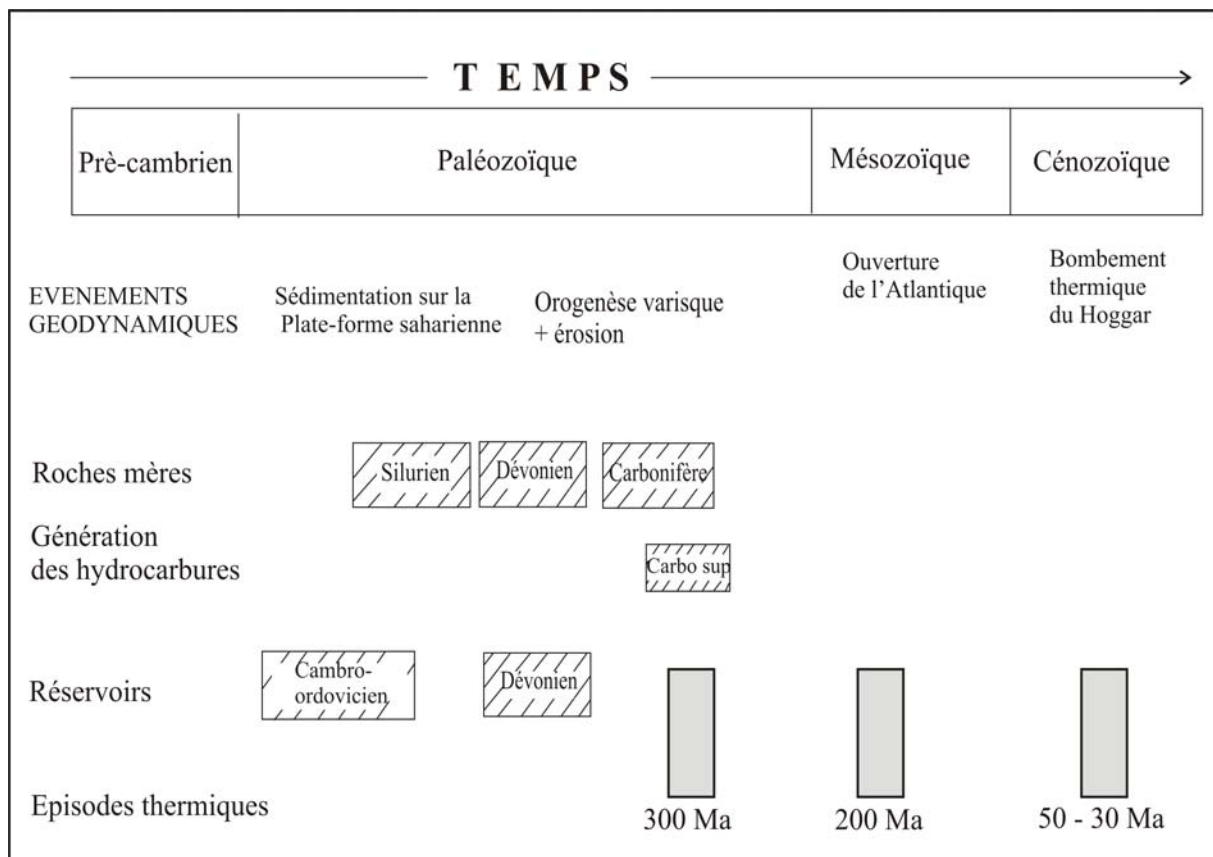 T E M P S
Prè-cambrien
Paléozoïque
Mésozoïque
Cénozoïque
EVENEMENTS
GEODYNAMIQUES
Sédimentation sur la
Plate-forme saharienne
Orogenèse varisque
+ érosion
Ouverture
de l'Atlantique
Bombement
thermique
du Hoggar
Roches mères
Silurien
Dévonien
Carbonifère
Génération
des hydrocarbures
Carbo sup
Réservoirs
Cambro-
ordovicien
Dévonien
Episodes thermiques
300 Ma
200 Ma
50 - 30 Ma